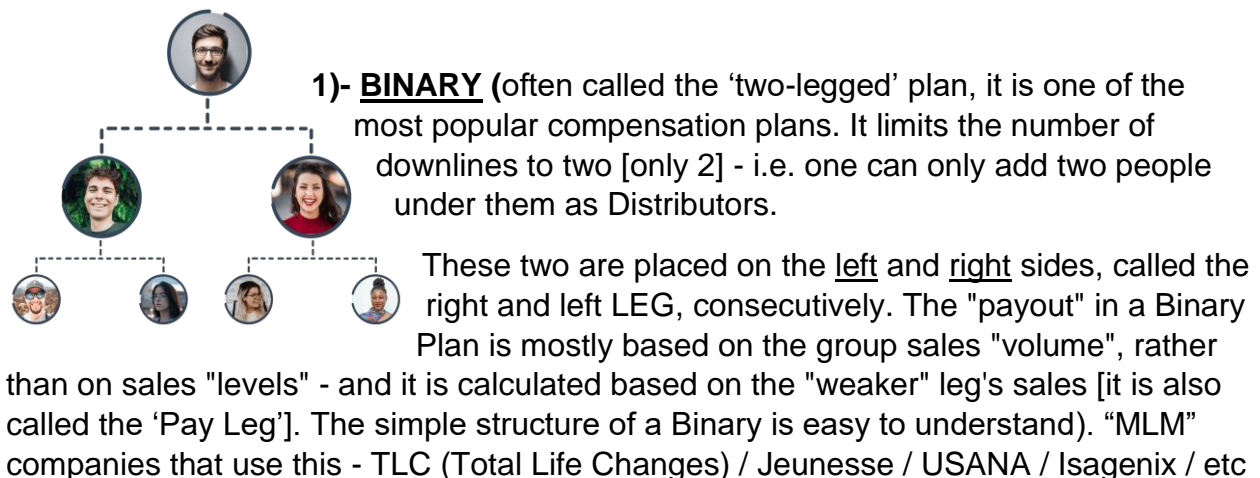 1)- BINARY (often called the ‘two-legged’ plan, it is one of the
most popular compensation plans. It limits the number of
downlines to two [only 2] - i.e. one can only add two people
under them as Distributors.
These two are placed on the left and right sides, called the
right and left LEG, consecutively. The "payout" in a Binary
Plan is mostly based on the group sales "volume", rather
than on sales "levels" - and it is calculated based on the "weaker" leg's sales [it is also
called the ‘Pay Leg’]. The simple structure of a Binary is easy to understand). “MLM”
companies that use this - TLC (Total Life Changes) / Jeunesse / USANA / Isagenix / etc